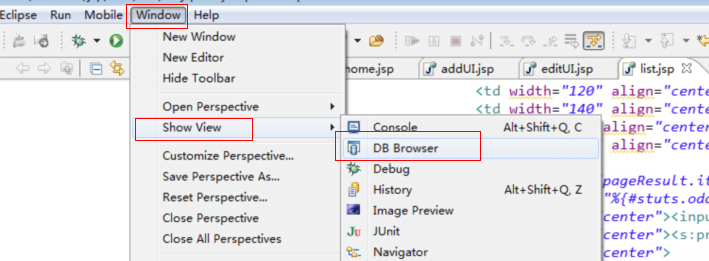 Eclipse Run Mobile Window Help
New Window
New Editor
Hide Toolbar
Open Perspective
Show View
Customize Perspective...
Save Perspective As...
Reset Perspective...
Close Perspective
Close All Perspectives
Console Alt+Shift+Q, C
DB Browser
Debug
History Alt+Shift+Q, Z
Image Preview
Ju JUnit
Navigator
home.jsp addUI.jsp editUI.jsp list.jsp
<td width="120" align="cente
<td width="140" align="cente
align="center
align="cente
pageResult.it
"%{#stuts.odd
center"><inpu
center"><s:pr
center">